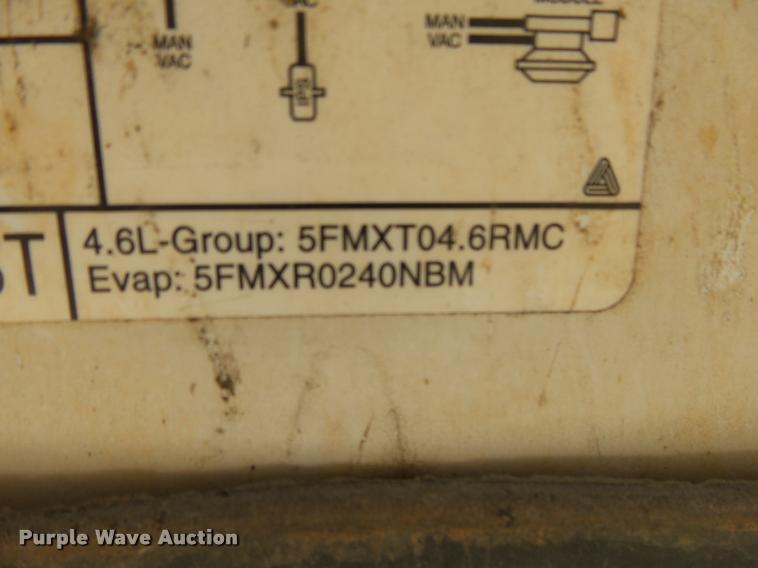 MAN
VAC
MAN
VAC
4.6L-Group: 5FMXT04.6RMC
Evap: 5FMXR0240NBM
Purple Wave Auction